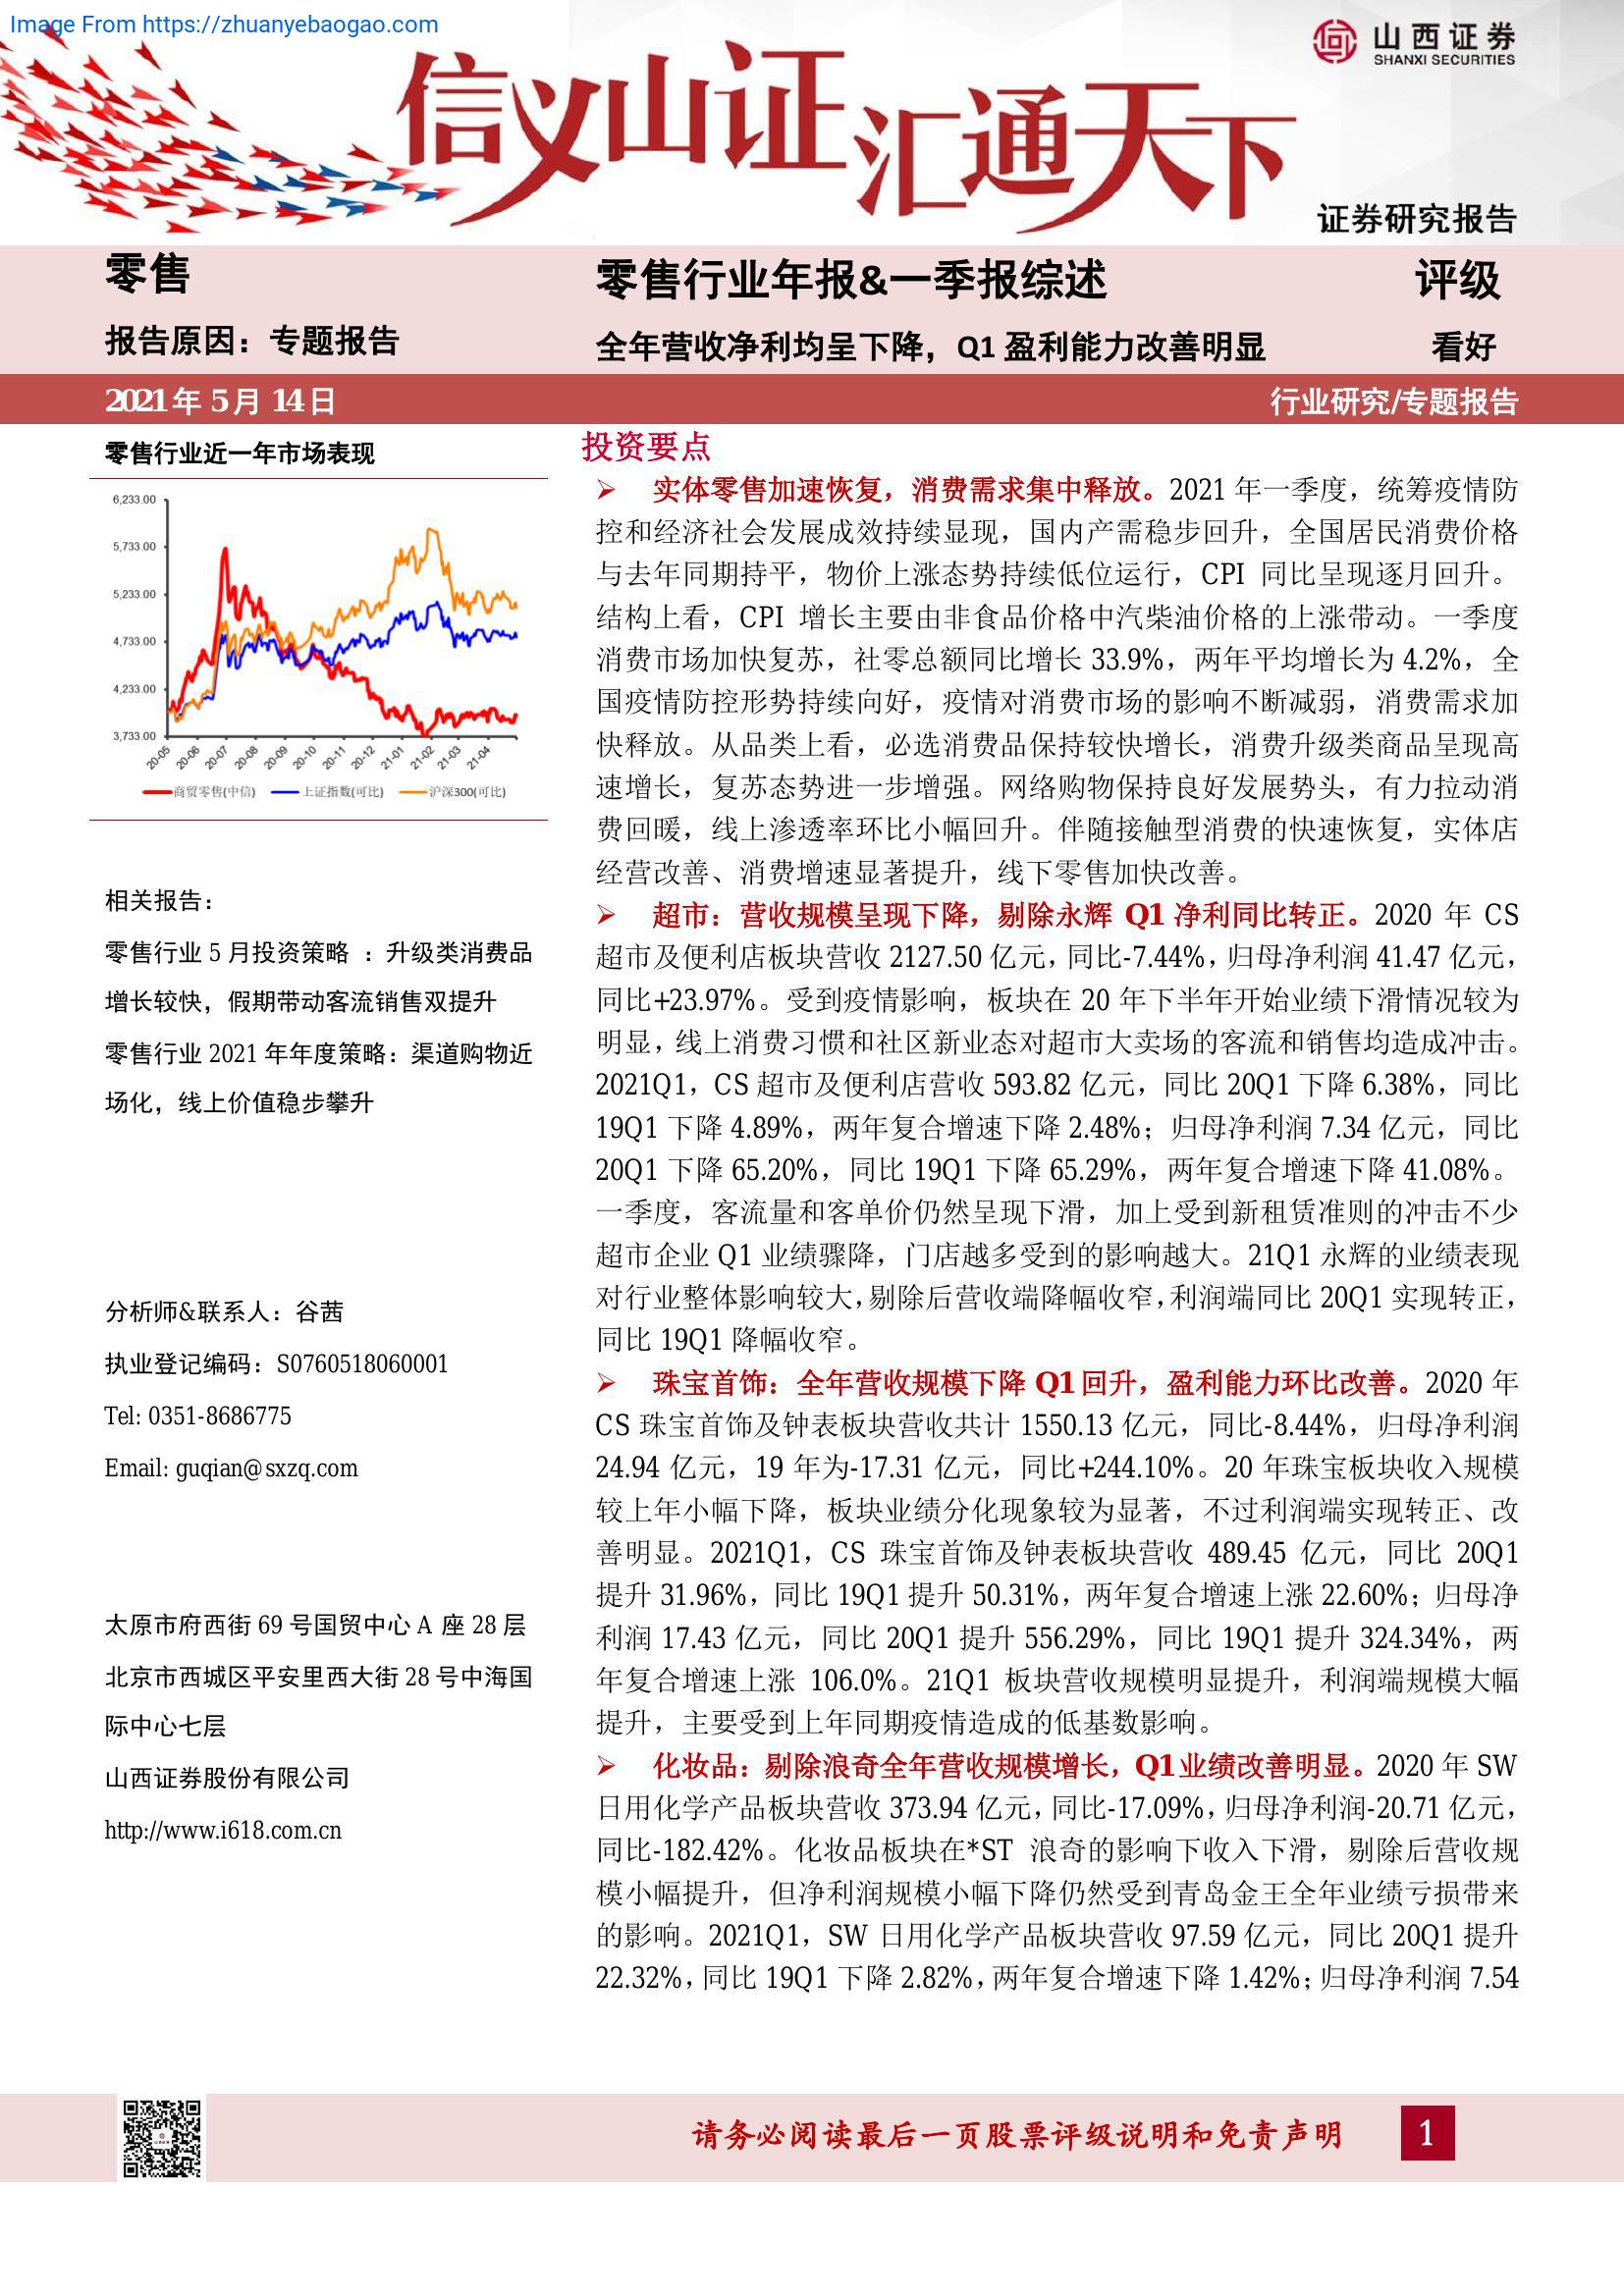 Image From https://zhuanyebaogao.com
山西证券
SHANXI SECURITIES
信义山证汇通天下
证券研究报告
零售
报告原因：专题报告
零售行业年报&一季报综述
全年营收净利均呈下降，Q1 盈利能力改善明显
评级
看好
2021 年 5 月 14 日
行业研究/专题报告
零售行业近一年市场表现
6,233.00
5,733.00
5,233.00
4,733.00
4,233.00
3,733.00
20-05 20-06 20-07 20-08 20-09 20-10 20-11 20-12 21-01 21-02 21-03 21-04
商贸零售(中信) 上证指数(可比) 沪深300(可比)
相关报告：
零售行业 5 月投资策略 ：升级类消费品
增长较快，假期带动客流销售双提升
零售行业 2021 年年度策略：渠道购物近
场化，线上价值稳步攀升
分析师&联系人：谷茜
执业登记编码：S0760518060001
Tel: 0351-8686775
Email: guqian@sxzq.com
太原市府西街 69 号国贸中心 A 座 28 层
北京市西城区平安里西大街 28 号中海国
际中心七层
山西证券股份有限公司
http://www.i618.com.cn
投资要点
➢ 实体零售加速恢复，消费需求集中释放。2021 年一季度，统筹疫情防
控和经济社会发展成效持续显现，国内产需稳步回升，全国居民消费价格
与去年同期持平，物价上涨态势持续低位运行，CPI 同比呈现逐月回升。
结构上看，CPI 增长主要由非食品价格中汽柴油价格的上涨带动。一季度
消费市场加快复苏，社零总额同比增长 33.9%，两年平均增长为 4.2%，全
国疫情防控形势持续向好，疫情对消费市场的影响不断减弱，消费需求加
快释放。从品类上看，必选消费品保持较快增长，消费升级类商品呈现高
速增长，复苏态势进一步增强。网络购物保持良好发展势头，有力拉动消
费回暖，线上渗透率环比小幅回升。伴随接触型消费的快速恢复，实体店
经营改善、消费增速显著提升，线下零售加快改善。
➢ 超市：营收规模呈现下降，剔除永辉 Q1 净利同比转正。2020 年 CS
超市及便利店板块营收 2127.50 亿元，同比-7.44%，归母净利润 41.47 亿元，
同比+23.97%。受到疫情影响，板块在 20 年下半年开始业绩下滑情况较为
明显，线上消费习惯和社区新业态对超市大卖场的客流和销售均造成冲击。
2021Q1，CS 超市及便利店营收 593.82 亿元，同比 20Q1 下降 6.38%，同比
19Q1 下降 4.89%，两年复合增速下降 2.48%；归母净利润 7.34 亿元，同比
20Q1 下降 65.20%，同比 19Q1 下降 65.29%，两年复合增速下降 41.08%。
一季度，客流量和客单价仍然呈现下滑，加上受到新租赁准则的冲击不少
超市企业 Q1 业绩骤降，门店越多受到的影响越大。21Q1 永辉的业绩表现
对行业整体影响较大，剔除后营收端降幅收窄，利润端同比 20Q1 实现转正，
同比 19Q1 降幅收窄。
➢ 珠宝首饰：全年营收规模下降 Q1 回升，盈利能力环比改善。2020 年
CS 珠宝首饰及钟表板块营收共计 1550.13 亿元，同比-8.44%，归母净利润
24.94 亿元，19 年为-17.31 亿元，同比+244.10%。20 年珠宝板块收入规模
较上年小幅下降，板块业绩分化现象较为显著，不过利润端实现转正、改
善明显。2021Q1，CS 珠宝首饰及钟表板块营收 489.45 亿元，同比 20Q1
提升 31.96%，同比 19Q1 提升 50.31%，两年复合增速上涨 22.60%；归母净
利润 17.43 亿元，同比 20Q1 提升 556.29%，同比 19Q1 提升 324.34%，两
年复合增速上涨 106.0%。21Q1 板块营收规模明显提升，利润端规模大幅
提升，主要受到上年同期疫情造成的低基数影响。
➢ 化妆品：剔除浪奇全年营收规模增长，Q1 业绩改善明显。2020 年 SW
日用化学产品板块营收 373.94 亿元，同比-17.09%，归母净利润-20.71 亿元，
同比-182.42%。化妆品板块在*ST 浪奇的影响下收入下滑，剔除后营收规
模小幅提升，但净利润规模小幅下降仍然受到青岛金王全年业绩亏损带来
的影响。2021Q1，SW 日用化学产品板块营收 97.59 亿元，同比 20Q1 提升
22.32%，同比 19Q1 下降 2.82%，两年复合增速下降 1.42%；归母净利润 7.54
请务必阅读最后一页股票评级说明和免责声明
1